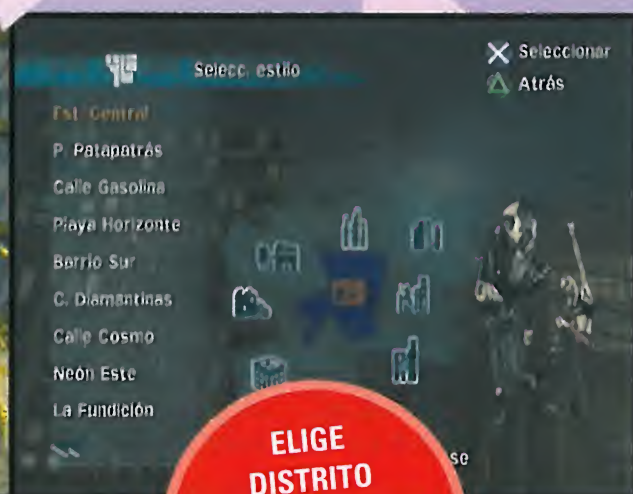 Selecc. estilo
Seleccionar
Atrás
Est. Central
P. Patapatrás
Calle Gasolina
Playa Horizonte
Barrio Sur
C. Diamantinas
Calle Cosmo
Neón Este
La Fundición
se
ELIGE
DISTRITO